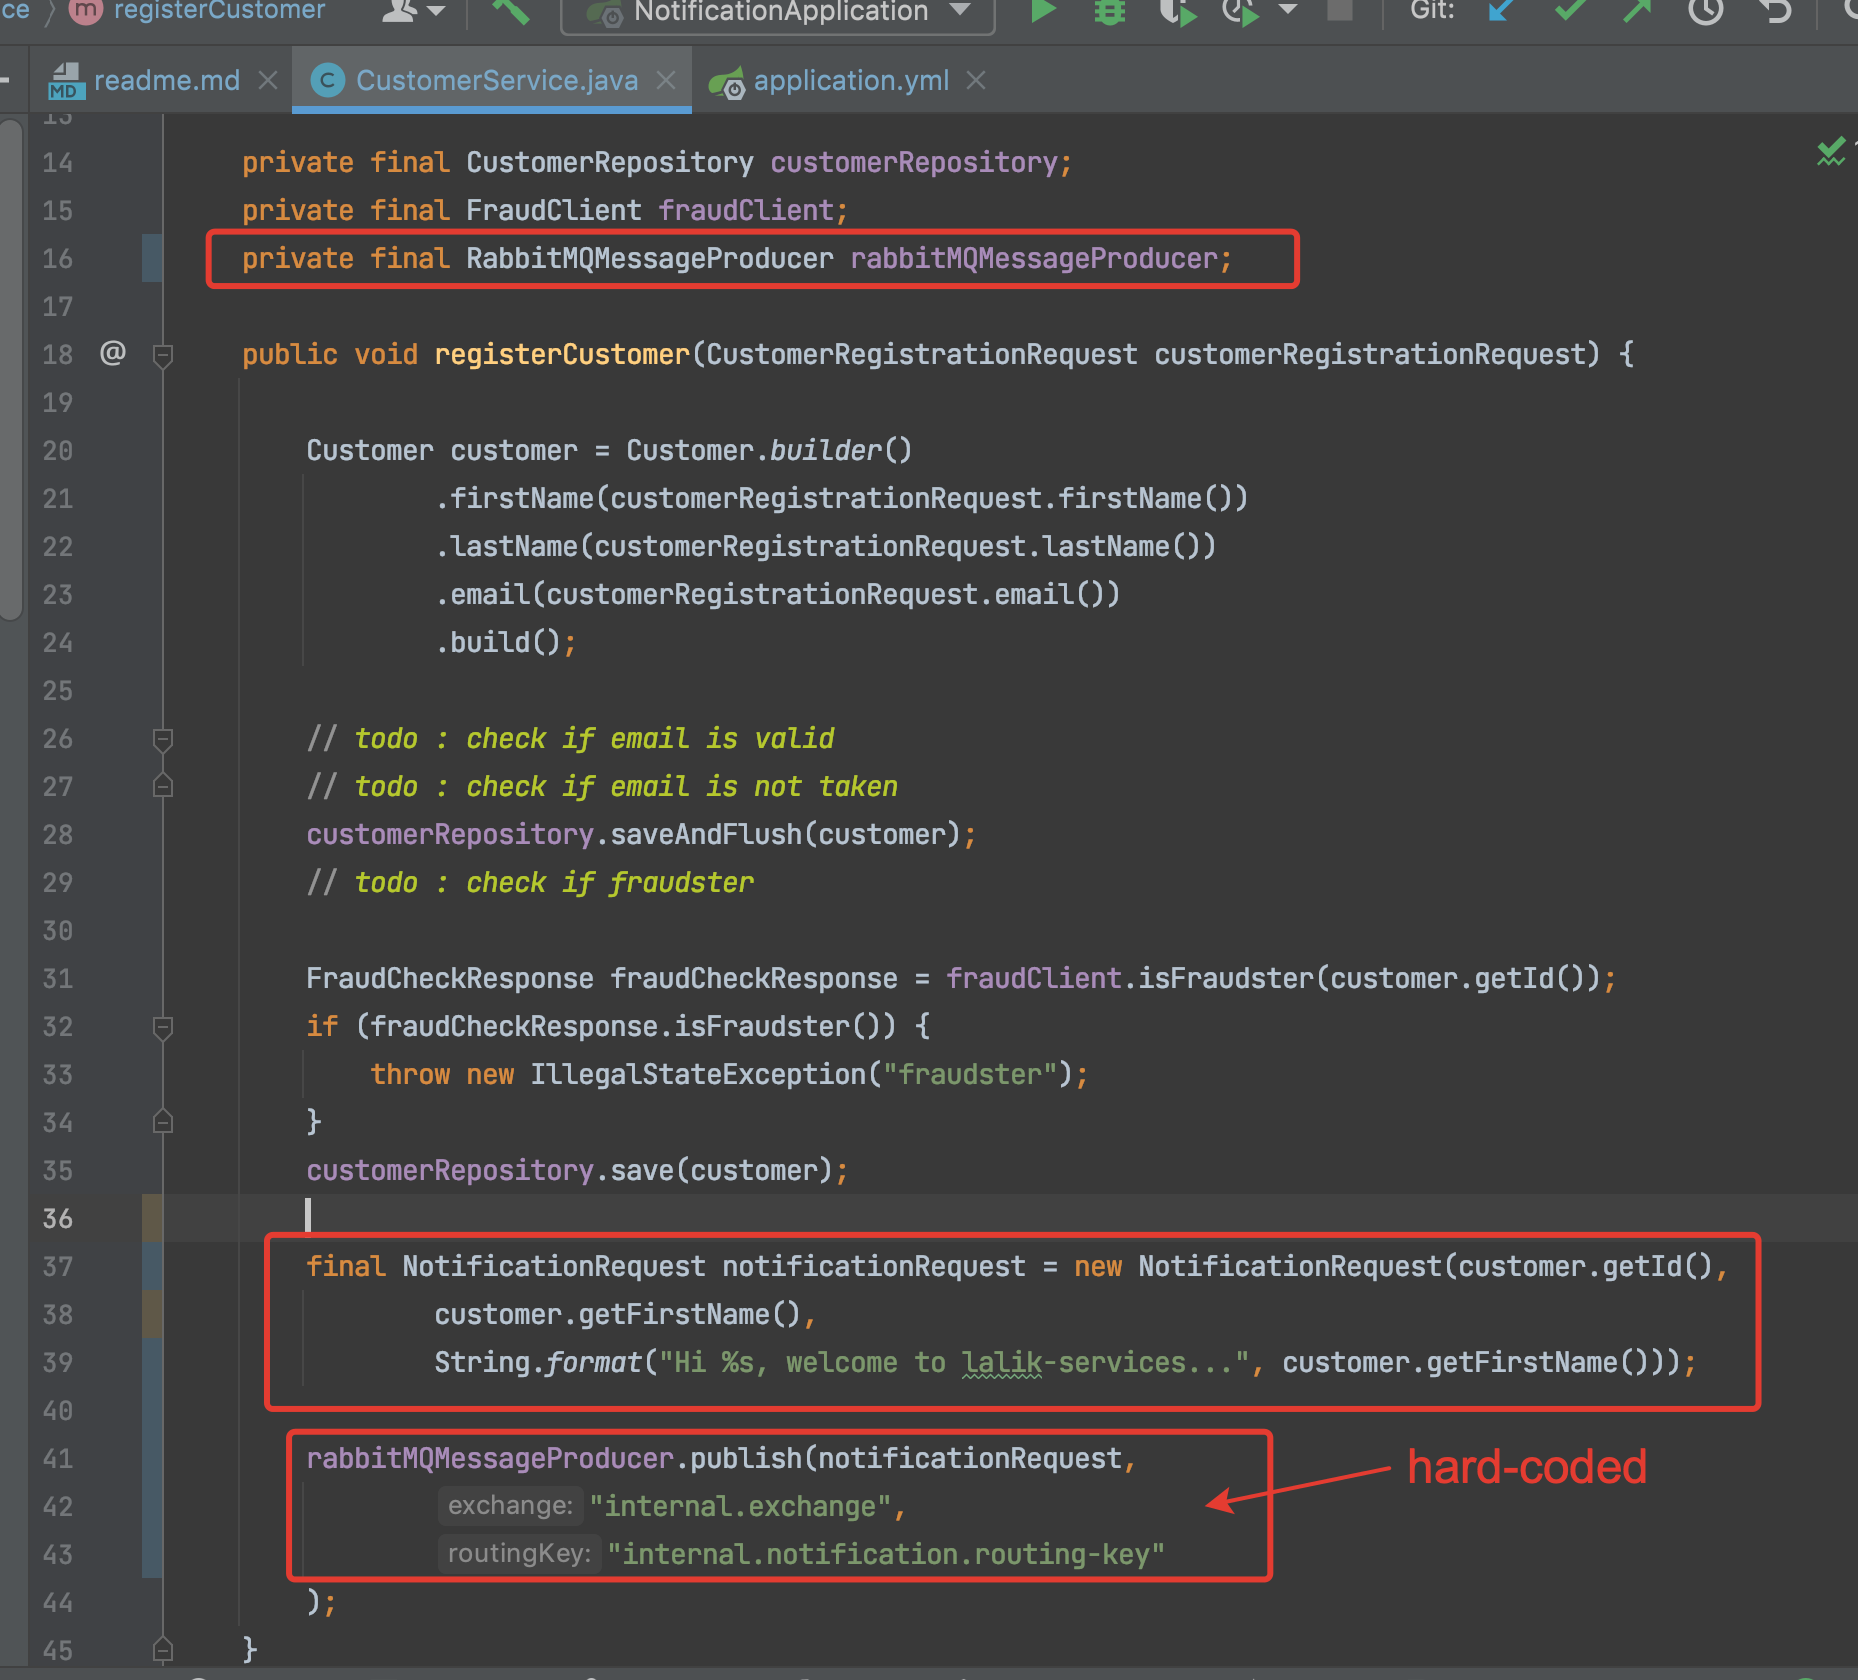 ce 〉 m registerCustomer NotificationApplication Git:
MD readme.md C CustomerService.java application.yml
13
14 private final CustomerRepository customerRepository;
15 private final FraudClient fraudClient;
16 private final RabbitMQMessageProducer rabbitMQMessageProducer;
17
18 @ public void registerCustomer(CustomerRegistrationRequest customerRegistrationRequest) {
19
20 Customer customer = Customer.builder()
21 .firstName(customerRegistrationRequest.firstName())
22 .lastName(customerRegistrationRequest.lastName())
23 .email(customerRegistrationRequest.email())
24 .build();
25
26 // todo : check if email is valid
27 // todo : check if email is not taken
28 customerRepository.saveAndFlush(customer);
29 // todo : check if fraudster
30
31 FraudCheckResponse fraudCheckResponse = fraudClient.isFraudster(customer.getId());
32 if (fraudCheckResponse.isFraudster()) {
33 throw new IllegalStateException("fraudster");
34 }
35 customerRepository.save(customer);
36
37 final NotificationRequest notificationRequest = new NotificationRequest(customer.getId(),
38 customer.getFirstName(),
39 String.format("Hi %s, welcome to lalik-services...", customer.getFirstName()));
40
41 rabbitMQMessageProducer.publish(notificationRequest,
hard-coded
42 exchange: "internal.exchange",
43 routingKey: "internal.notification.routing-key"
44 );
45 }